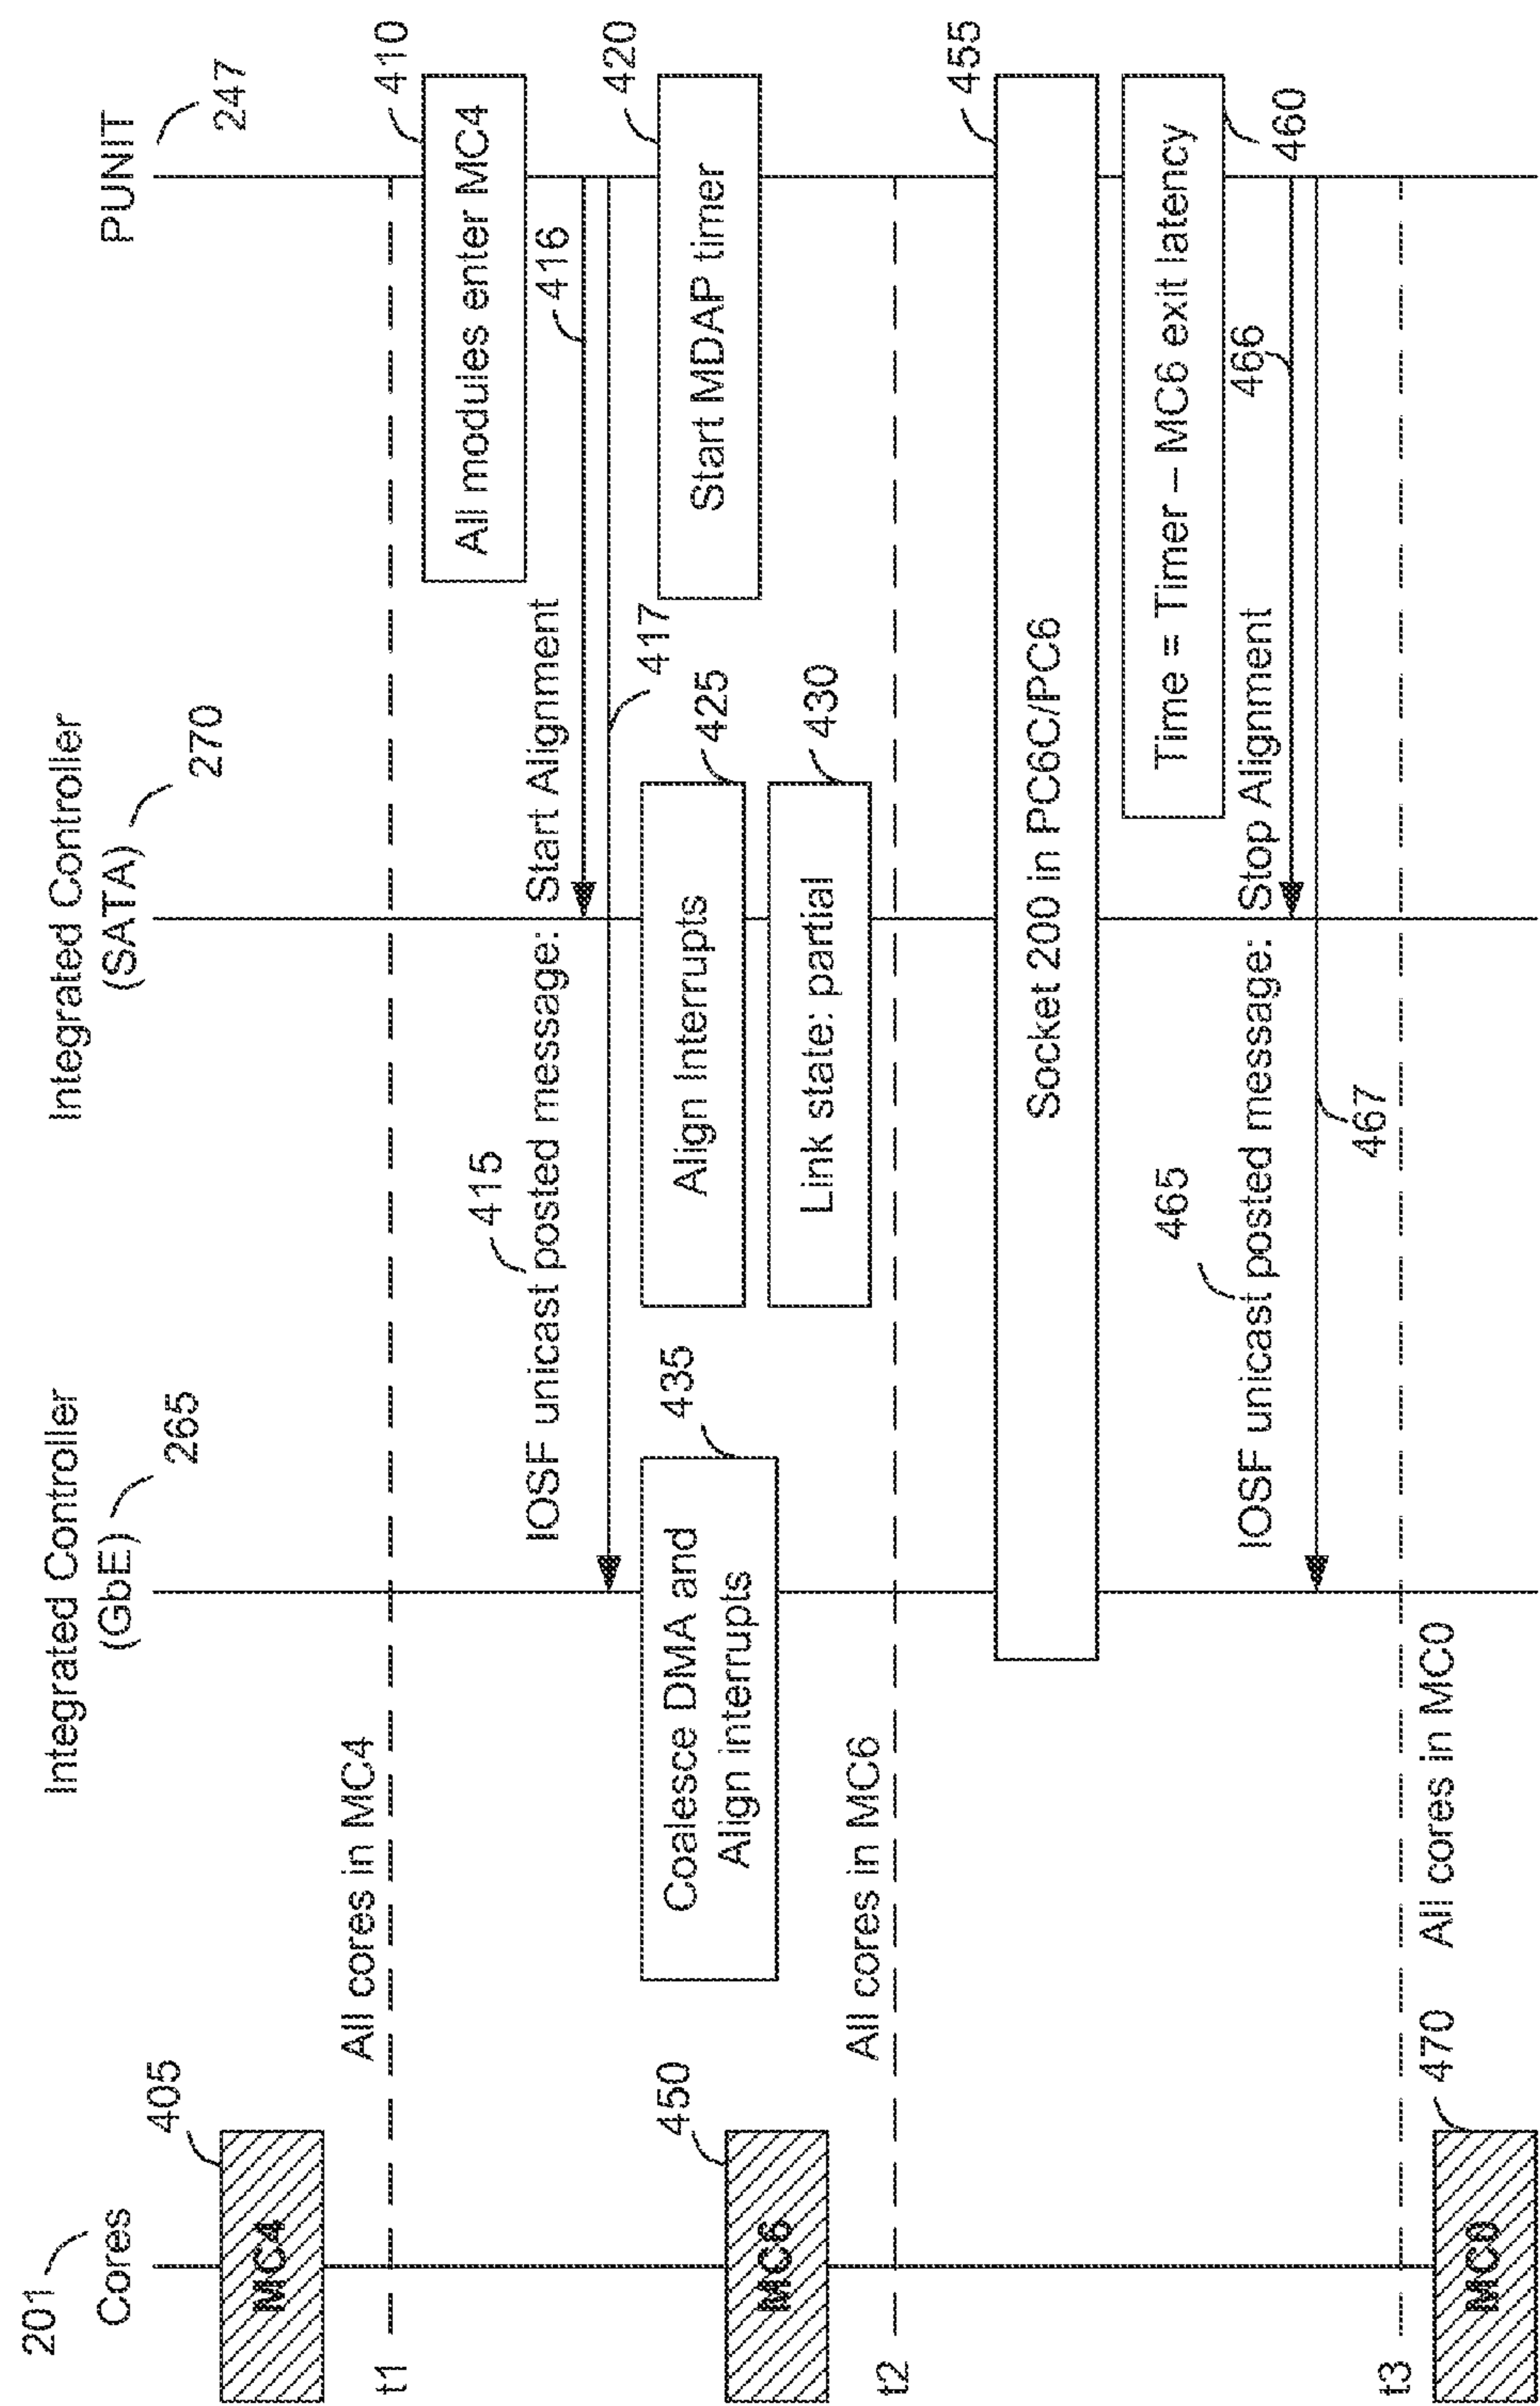 201
Cores
Integrated Controller
(GbE)
265
Integrated Controller
(SATA)
270
PUNIT
247
MC4
405
t1
All cores in MC4
All modules enter MC4
410
415
IOSF unicast posted message: Start Alignment
416
417
Start MDAP timer
420
Align Interrupts
425
Link state: partial
430
Coalesce DMA and
Align interrupts
435
MC6
450
t2
All cores in MC6
Socket 200 in PC6C/PC6
455
Time = Timer – MC6 exit latency
460
465
IOSF unicast posted message: Stop Alignment
466
467
t3
All cores in MC0
MC0
470